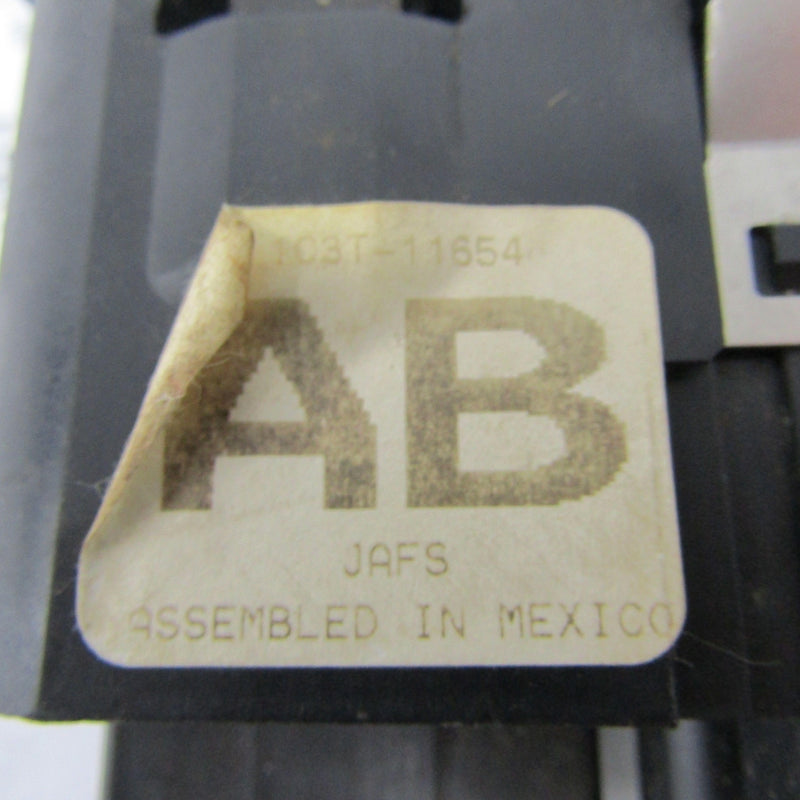 1C3T-11654
AB
JAFS
ASSEMBLED IN MEXICO